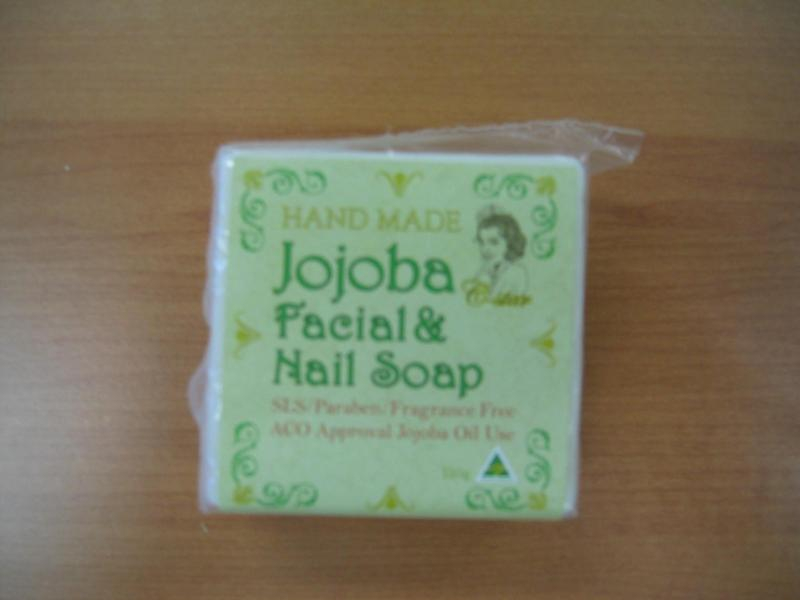 HAND MADE
Jojoba
Facial &
Nail Soap
SLS/Paraben/Fragrance Free
ACO Approval Jojoba Oil Use